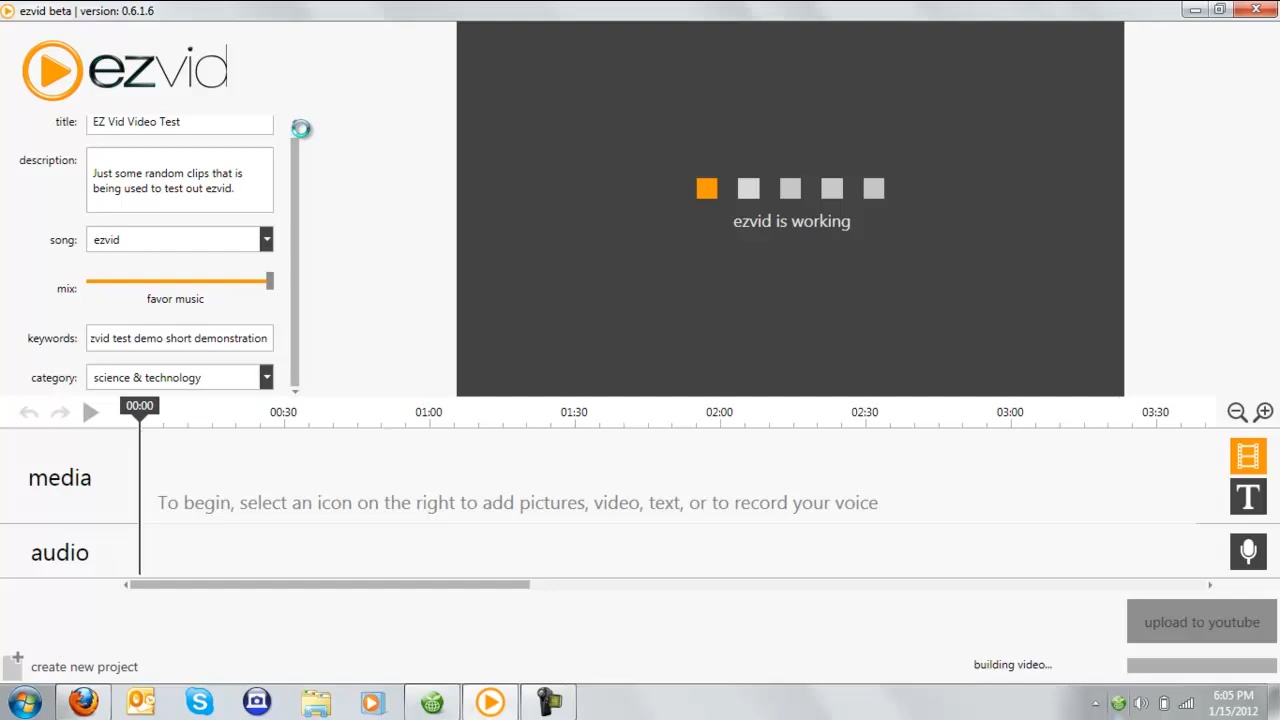 ezvid beta | version: 0.6.1.6
ezvid
title: EZ Vid Video Test
description: Just some random clips that is
being used to test out ezvid.
song: ezvid
mix:
favor music
keywords: zvid test demo short demonstration
category: science & technology
ezvid is working
00:00 00:30 01:00 01:30 02:00 02:30 03:00 03:30
media
To begin, select an icon on the right to add pictures, video, text, or to record your voice
T
audio
upload to youtube
create new project
building video...
6:05 PM
1/15/2012